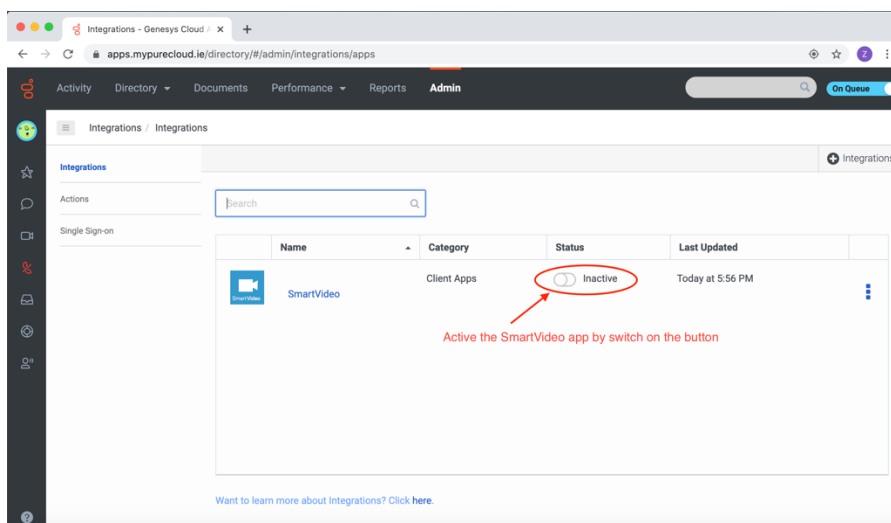 Integrations - Genesys Cloud
apps.mypurecloud.ie/directory/#/admin/integrations/apps
Z
Activity Directory Documents Performance Reports Admin
On Queue
Integrations / Integrations
Integrations
Integrations
Actions
Search
Single Sign-on
Name Category Status Last Updated
SmartVideo SmartVideo Client Apps Inactive Today at 5:56 PM
Active the SmartVideo app by switch on the button
Want to learn more about Integrations? Click here.